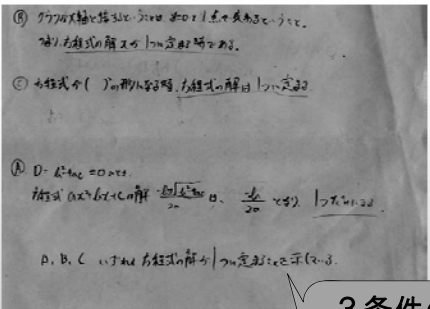 Ⓑ グラフがx軸と接するということは y=0と1点で交わるということ。
つまり、方程式の解xが1つに定まる時である。
Ⓒ 方程式が( )²の形になる時、方程式の解は1つに定まる
Ⓐ D=b²-4ac=0のとき、
方程式ax²+bx+cの解 は、-b/2a となり、1つだけになる
A, B, C いずれも方程式の解が1つに定まることを示している。
3条件